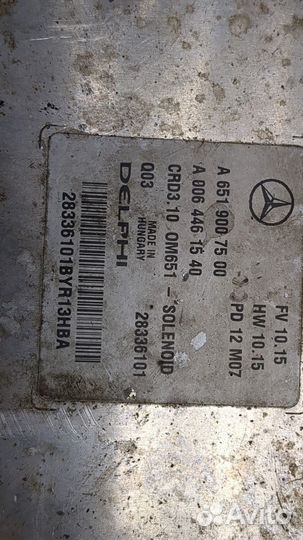 A 651 900 75 00
A 006 446 15 40
CRD3.10 OM651 - SOLENOID
Q03
MADE IN
HUNGARY
*28336101
DELPHI
28336101BYR13HBA
FV 10.15
HW 10.15
PD 12 M07
Avito